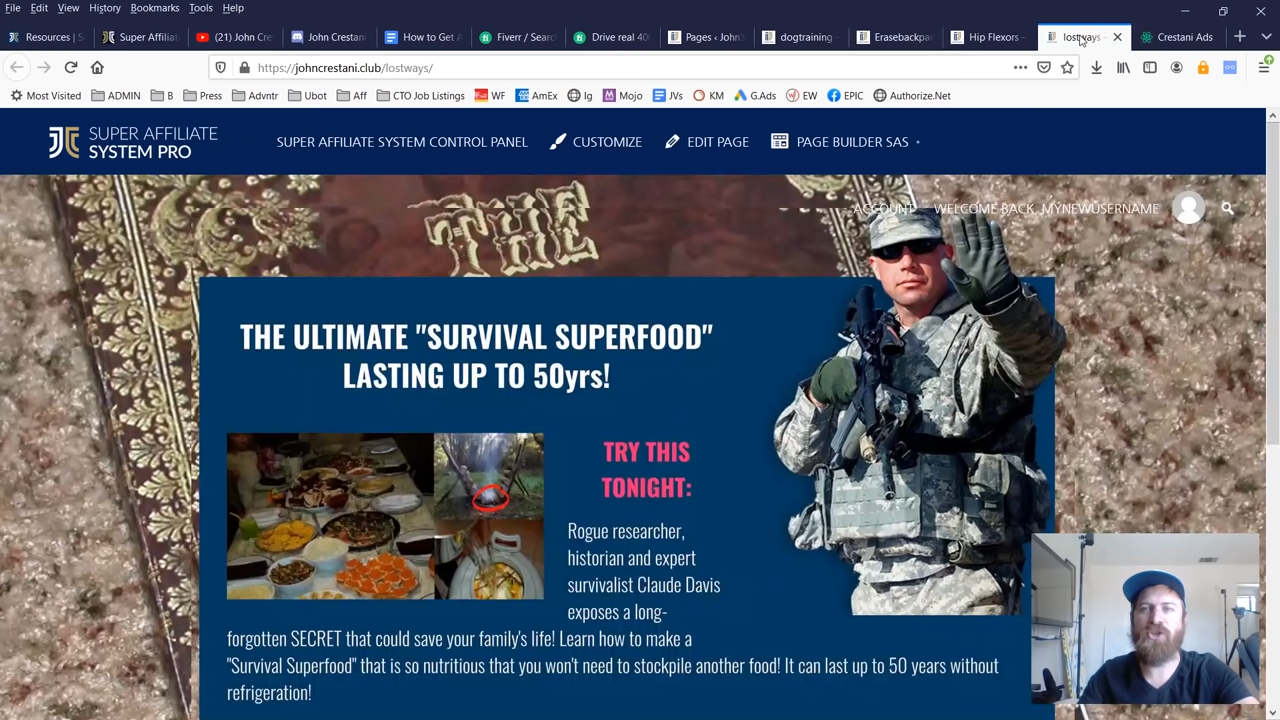 File Edit View History Bookmarks Tools Help
Resources | S
Super Affiliat
(21) John Cre
John Crestani
How to Get A
Fiverr / Searc
Drive real 40
Pages ‹ John's
dogtraining –
Erasebackpa
Hip Flexors –
lostways –
Crestani Ads
https://johncrestani.club/lostways/
Most Visited ADMIN B Press Advntr Ubot Aff CTO Job Listings WF AmEx Ig Mojo JVs KM G.Ads EW EPIC Authorize.Net
SUPER AFFILIATE
SYSTEM PRO
SUPER AFFILIATE SYSTEM CONTROL PANEL CUSTOMIZE EDIT PAGE PAGE BUILDER SAS
THE
ACCOUNT WELCOME BACK, MYNEWUSERNAME
THE ULTIMATE "SURVIVAL SUPERFOOD"
LASTING UP TO 50yrs!
TRY THIS
TONIGHT:
Rogue researcher,
historian and expert
survivalist Claude Davis
exposes a long-
forgotten SECRET that could save your family's life! Learn how to make a
"Survival Superfood" that is so nutritious that you won't need to stockpile another food! It can last up to 50 years without
refrigeration!